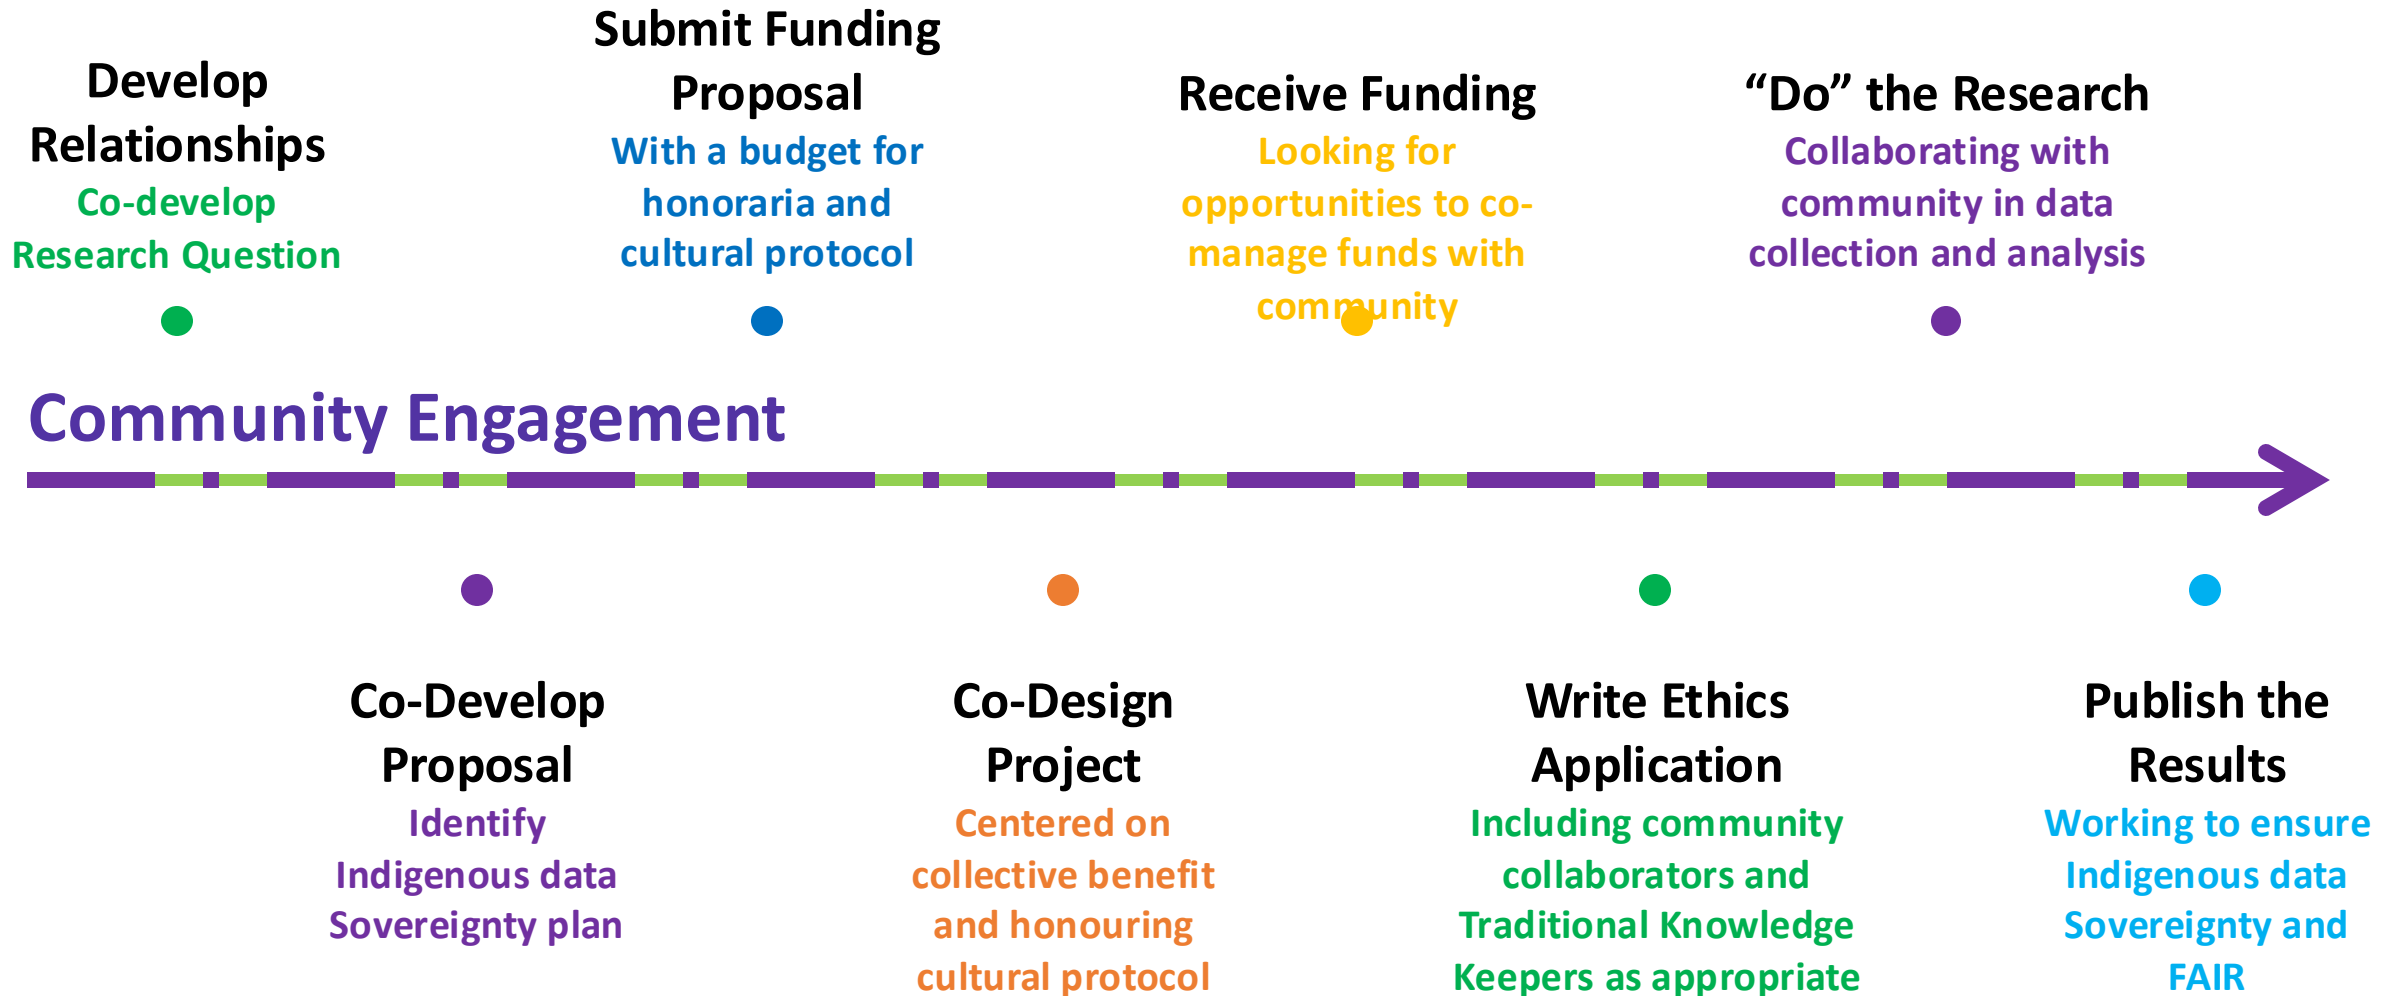 Develop
Relationships
Co-develop
Research Question
Submit Funding
Proposal
With a budget for
honoraria and
cultural protocol
Receive Funding
Looking for
opportunities to co-
manage funds with
community
“Do” the Research
Collaborating with
community in data
collection and analysis
Community Engagement
Co-Develop
Proposal
Identify
Indigenous data
Sovereignty plan
Co-Design
Project
Centered on
collective benefit
and honouring
cultural protocol
Write Ethics
Application
Including community
collaborators and
Traditional Knowledge
Keepers as appropriate
Publish the
Results
Working to ensure
Indigenous data
Sovereignty and
FAIR